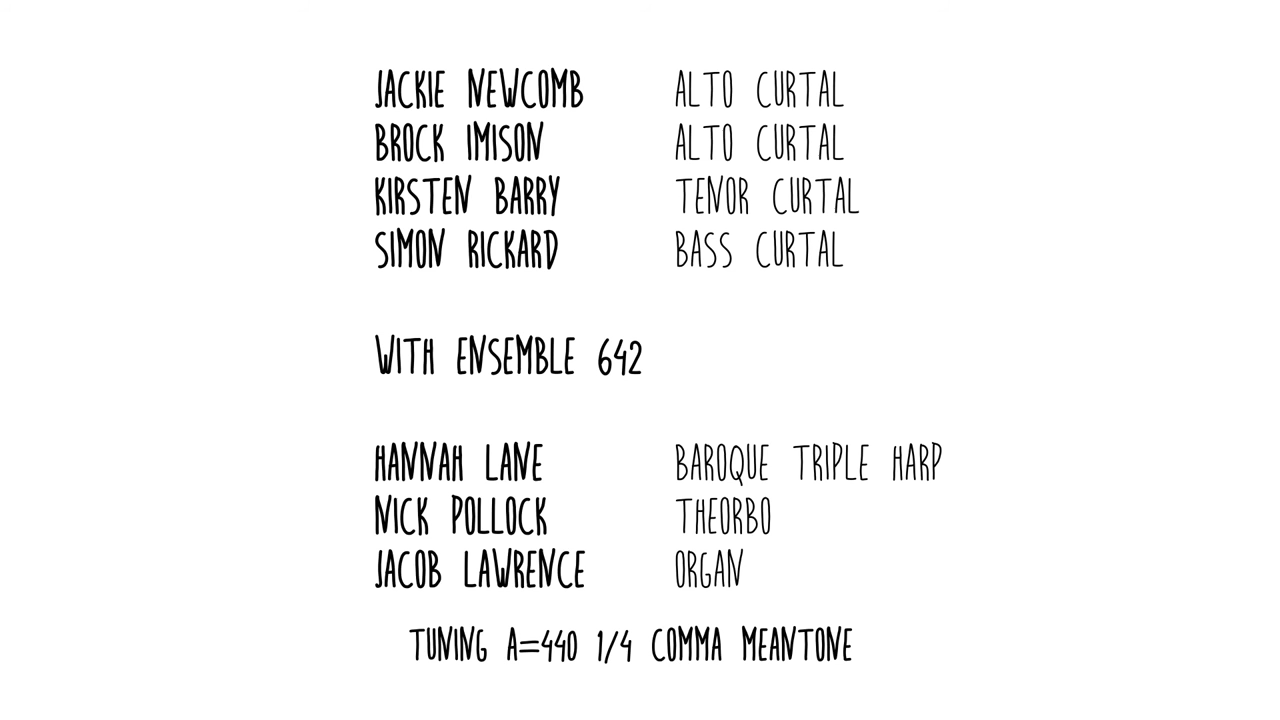 JACKIE NEWCOMB ALTO CURTAL
BROCK IMISON ALTO CURTAL
KIRSTEN BARRY TENOR CURTAL
SIMON RICKARD BASS CURTAL
WITH ENSEMBLE 642
HANNAH LANE BAROQUE TRIPLE HARP
NICK POLLOCK THEORBO
JACOB LAWRENCE ORGAN
TUNING A=440 1/4 COMMA MEANTONE